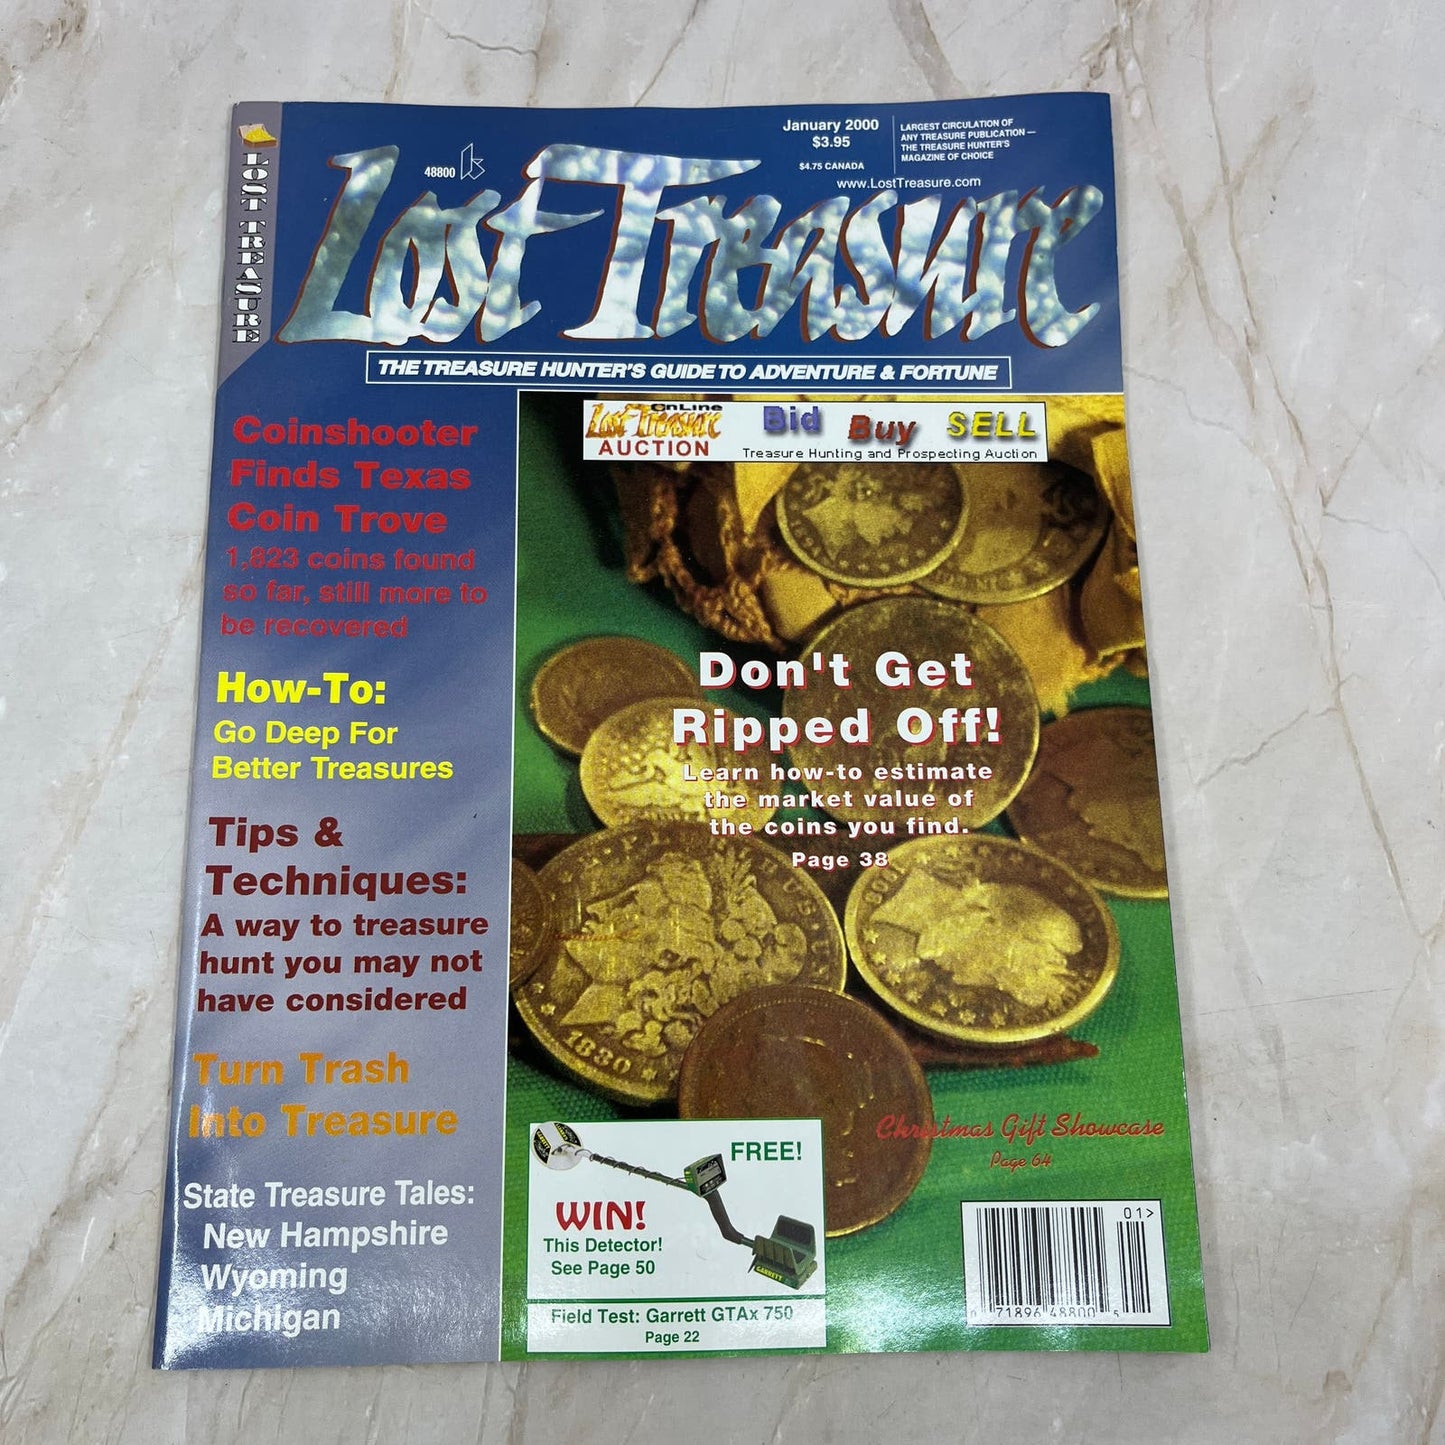 LOST TREASURE
48800
January 2000
$3.95
$4.75 CANADA
LARGEST CIRCULATION OF
ANY TREASURE PUBLICATION —
THE TREASURE HUNTER'S
MAGAZINE OF CHOICE
www.LostTreasure.com
Lost Treasure
THE TREASURE HUNTER'S GUIDE TO ADVENTURE & FORTUNE
OnLine
Lost Treasure
AUCTION
Bid Buy SELL
Treasure Hunting and Prospecting Auction
Coinshooter
Finds Texas
Coin Trove
1,823 coins found
so far, still more to
be recovered
How-To:
Go Deep For
Better Treasures
Tips &
Techniques:
A way to treasure
hunt you may not
have considered
Turn Trash
Into Treasure
State Treasure Tales:
New Hampshire
Wyoming
Michigan
Don't Get
Ripped Off!
Learn how-to estimate
the market value of
the coins you find.
Page 38
1880
Christmas Gift Showcase
Page 64
FREE!
WIN!
This Detector!
See Page 50
GARRETT
Field Test: Garrett GTAx 750
Page 22
01>
0 71896 48800 5